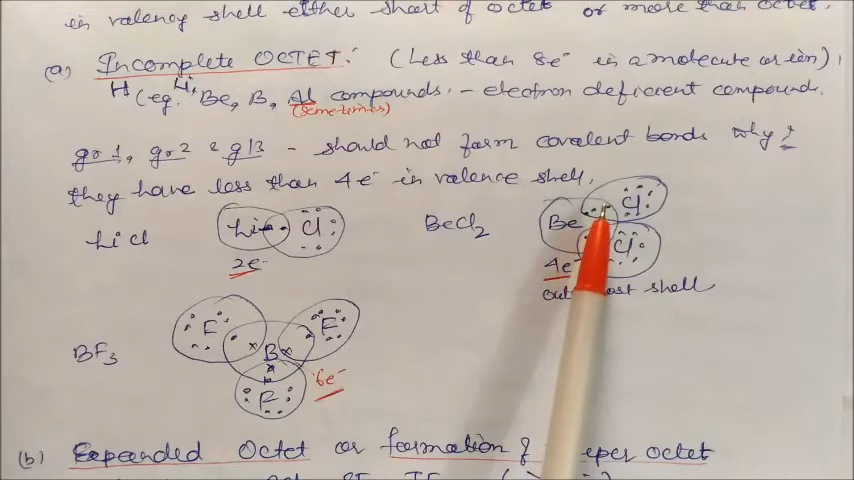 in valency shell either short of octet or more than octet.
(a) Incomplete OCTET: (Less than 8e⁻ in a molecule or ion),
H (eg. Li, Be, B, Al compounds. - electron deficient compounds.
(sometimes)
gr 1, gr 2 & g 13 - should not form covalent bonds why?
they have less than 4e⁻ in valence shell,
LiCl Li Cl BeCl₂ Be Cl Cl
2e⁻ 4e⁻
shell
BF₃ F F B F 6e⁻
(b) Expanded Octet or formation
octet